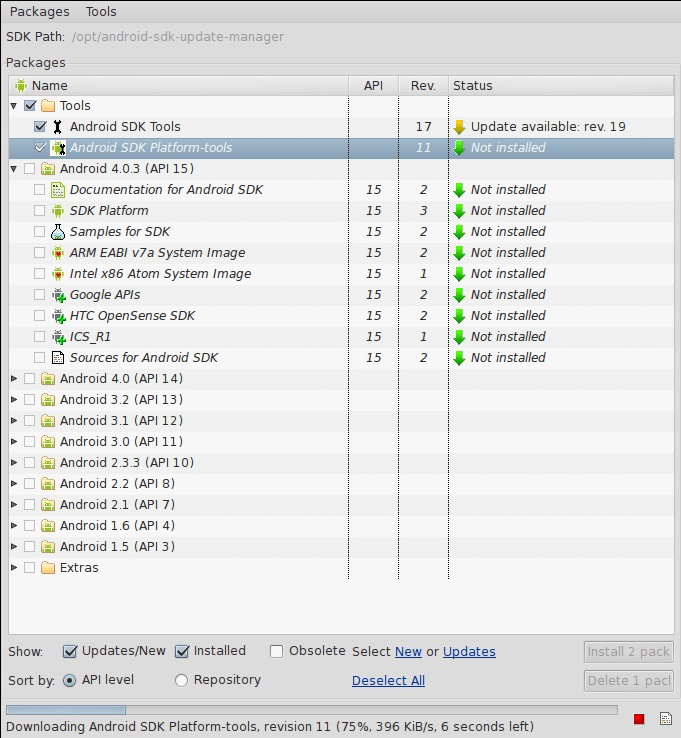 Packages Tools
SDK Path: /opt/android-sdk-update-manager
Packages
Name API Rev. Status
Tools
Android SDK Tools 17 Update available: rev. 19
Android SDK Platform-tools 11 Not installed
Android 4.0.3 (API 15)
Documentation for Android SDK 15 2 Not installed
SDK Platform 15 3 Not installed
Samples for SDK 15 2 Not installed
ARM EABI v7a System Image 15 2 Not installed
Intel x86 Atom System Image 15 1 Not installed
Google APIs 15 2 Not installed
HTC OpenSense SDK 15 2 Not installed
ICS_R1 15 1 Not installed
Sources for Android SDK 15 2 Not installed
Android 4.0 (API 14)
Android 3.2 (API 13)
Android 3.1 (API 12)
Android 3.0 (API 11)
Android 2.3.3 (API 10)
Android 2.2 (API 8)
Android 2.1 (API 7)
Android 1.6 (API 4)
Android 1.5 (API 3)
Extras
Show: Updates/New Installed Obsolete Select New or Updates Install 2 pack
Sort by: API level Repository Deselect All Delete 1 pacl
Downloading Android SDK Platform-tools, revision 11 (75%, 396 KiB/s, 6 seconds left)